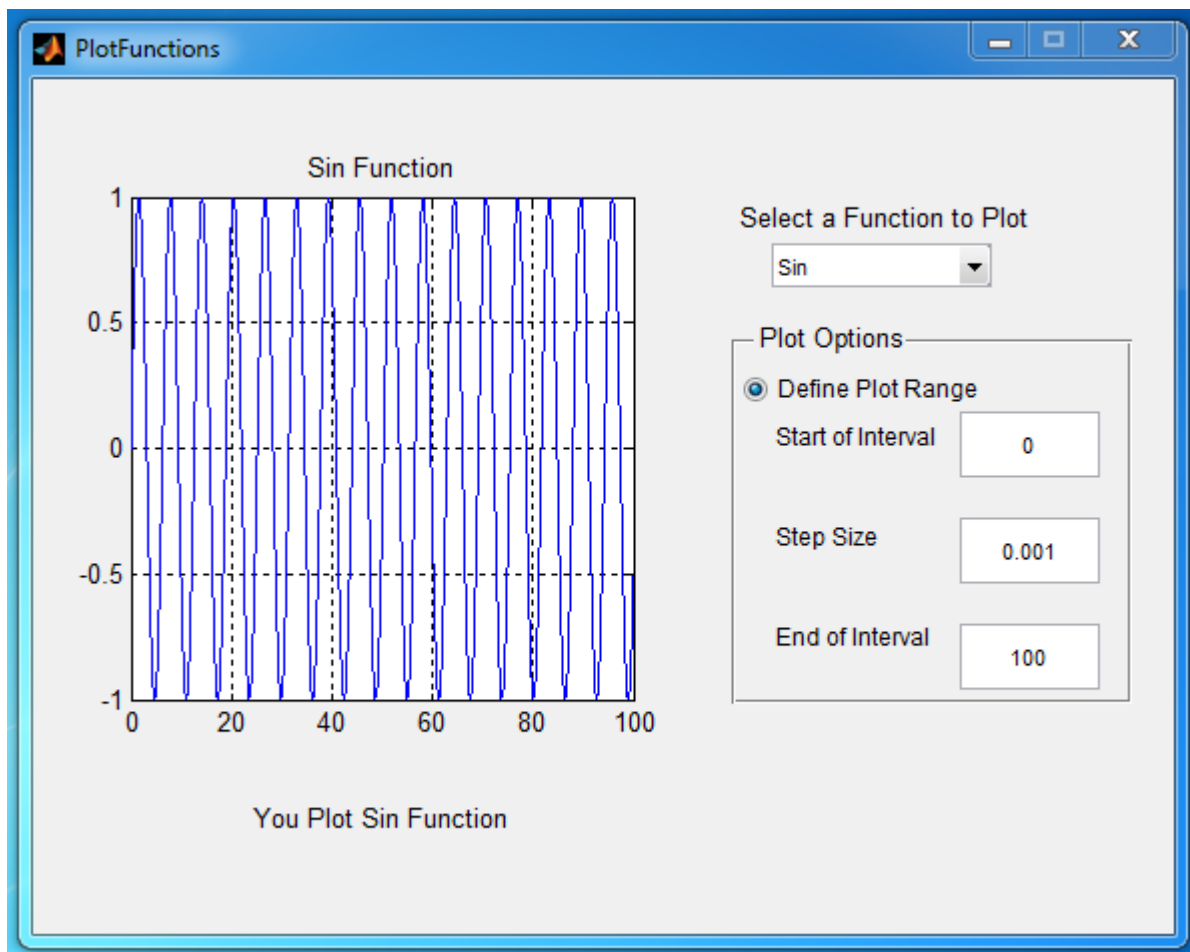 PlotFunctions
Sin Function
1
0.5
0
-0.5
-1
0 20 40 60 80 100
You Plot Sin Function
Select a Function to Plot
Sin
Plot Options
Define Plot Range
Start of Interval 0
Step Size 0.001
End of Interval 100